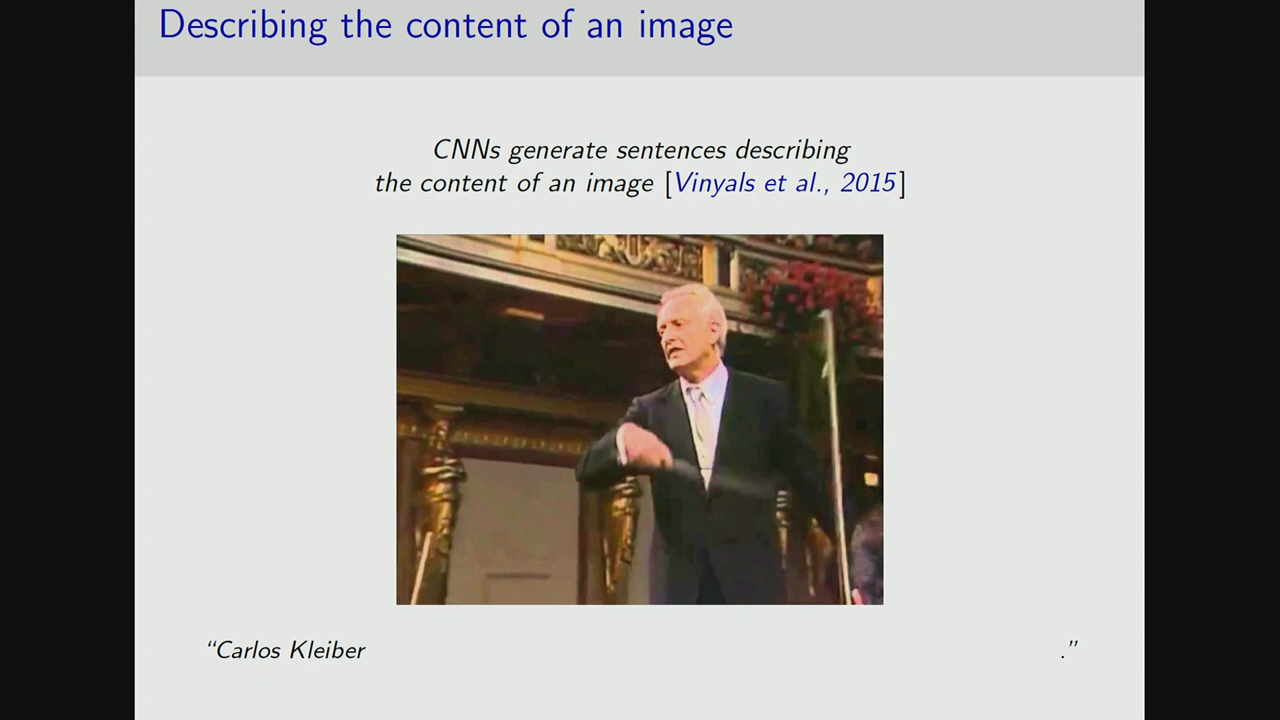 Describing the content of an image
CNNs generate sentences describing
the content of an image [Vinyals et al., 2015]
“Carlos Kleiber .”